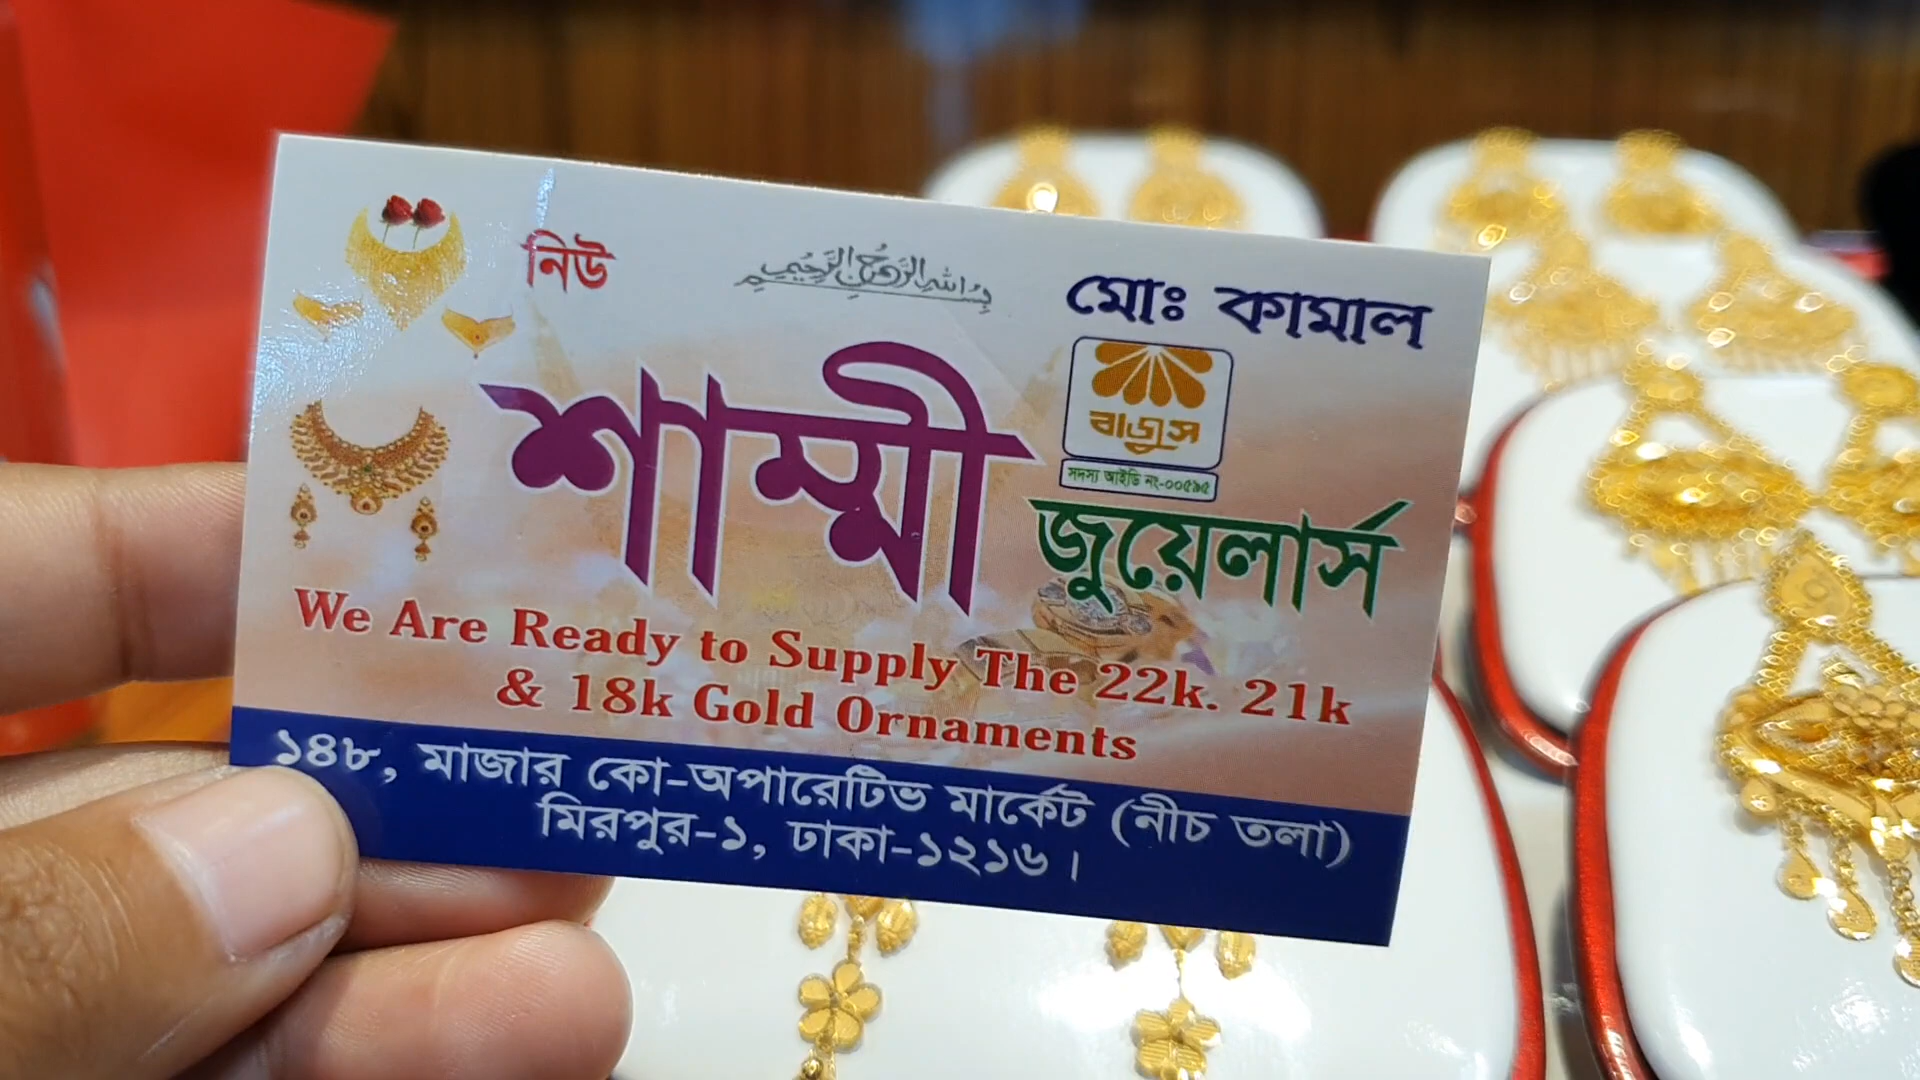 নিউ
بسم الله الرحمن الرحيم
মোঃ কামাল
শাম্মী
বাজুস
সদস্য আইডি নং-০০৫৯৫
জুয়েলার্স
We Are Ready to Supply The 22k. 21k
& 18k Gold Ornaments
১৪৮, মাজার কো-অপারেটিভ মার্কেট (নীচ তলা)
মিরপুর-১, ঢাকা-১২১৬।